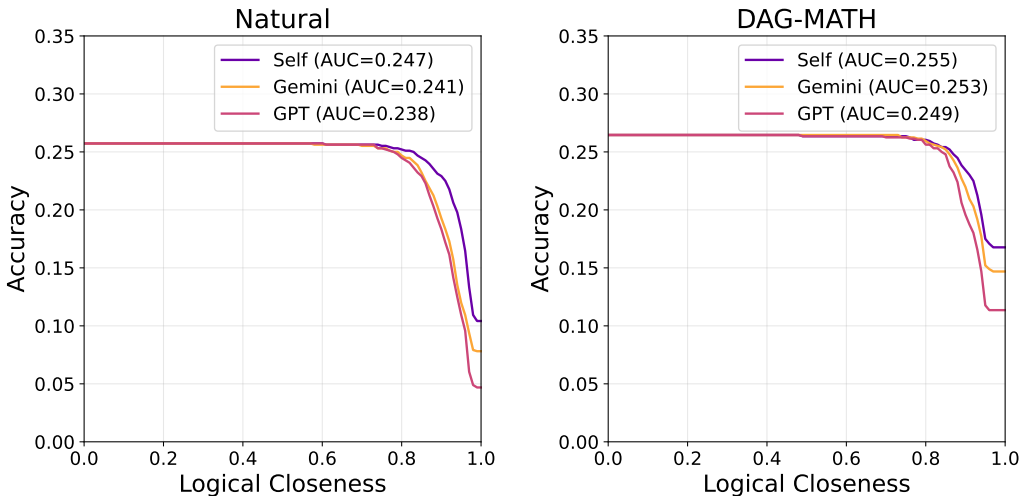 Natural
0.35
0.30
0.25
0.20
0.15
0.10
0.05
0.00
Accuracy
Self (AUC=0.247)
Gemini (AUC=0.241)
GPT (AUC=0.238)
0.0 0.2 0.4 0.6 0.8 1.0
Logical Closeness
DAG-MATH
0.35
0.30
0.25
0.20
0.15
0.10
0.05
0.00
Accuracy
Self (AUC=0.255)
Gemini (AUC=0.253)
GPT (AUC=0.249)
0.0 0.2 0.4 0.6 0.8 1.0
Logical Closeness